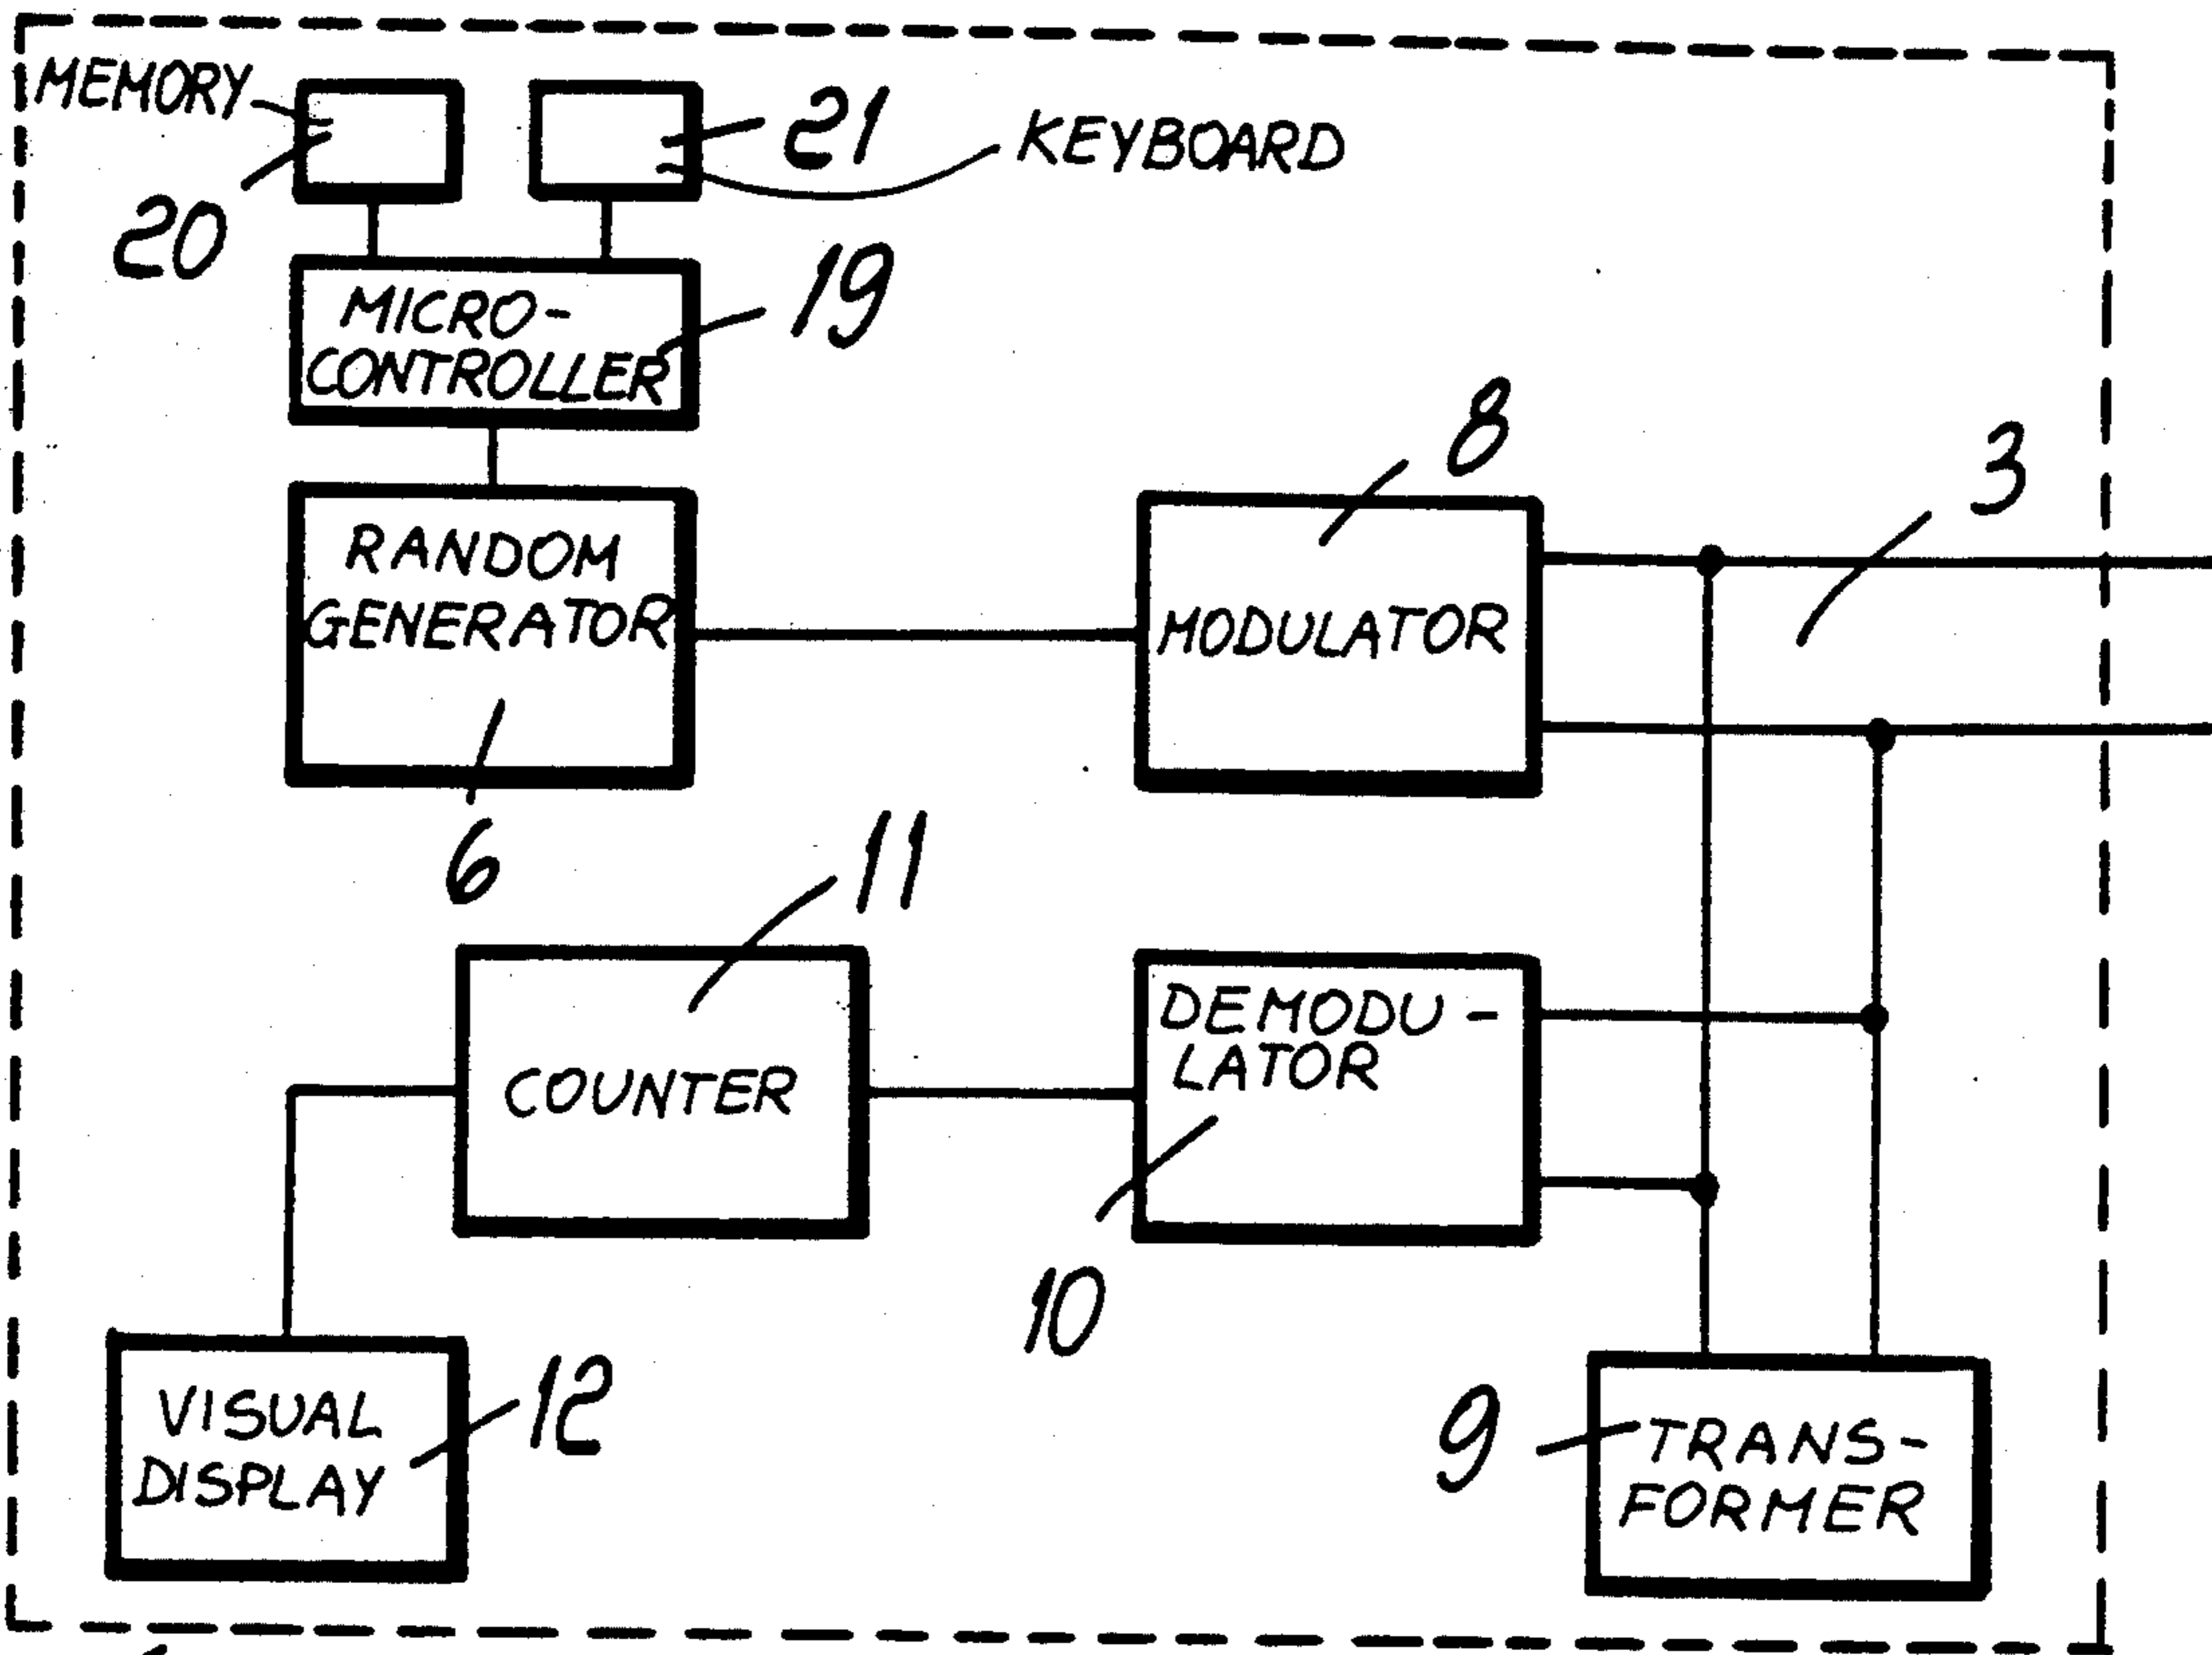 MEMORY
20
21
KEYBOARD
MICRO-
CONTROLLER
19
RANDOM
GENERATOR
6
8
MODULATOR
3
11
COUNTER
DEMODU-
LATOR
10
VISUAL
DISPLAY
12
9
TRANS-
FORMER